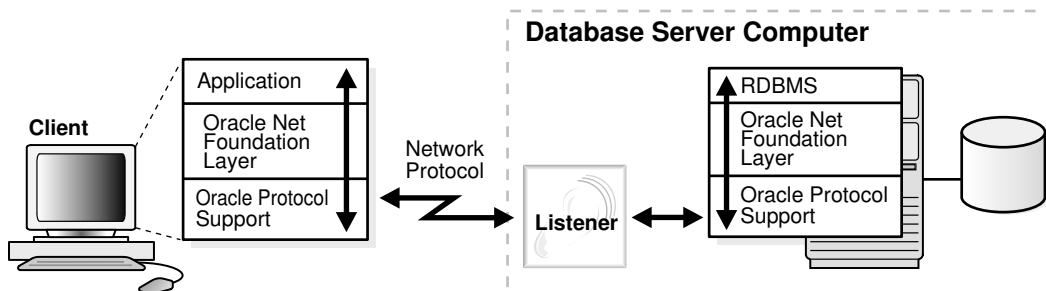 Database Server Computer
Client
Application
Oracle Net
Foundation
Layer
Oracle Protocol
Support
Network
Protocol
Listener
RDBMS
Oracle Net
Foundation
Layer
Oracle Protocol
Support